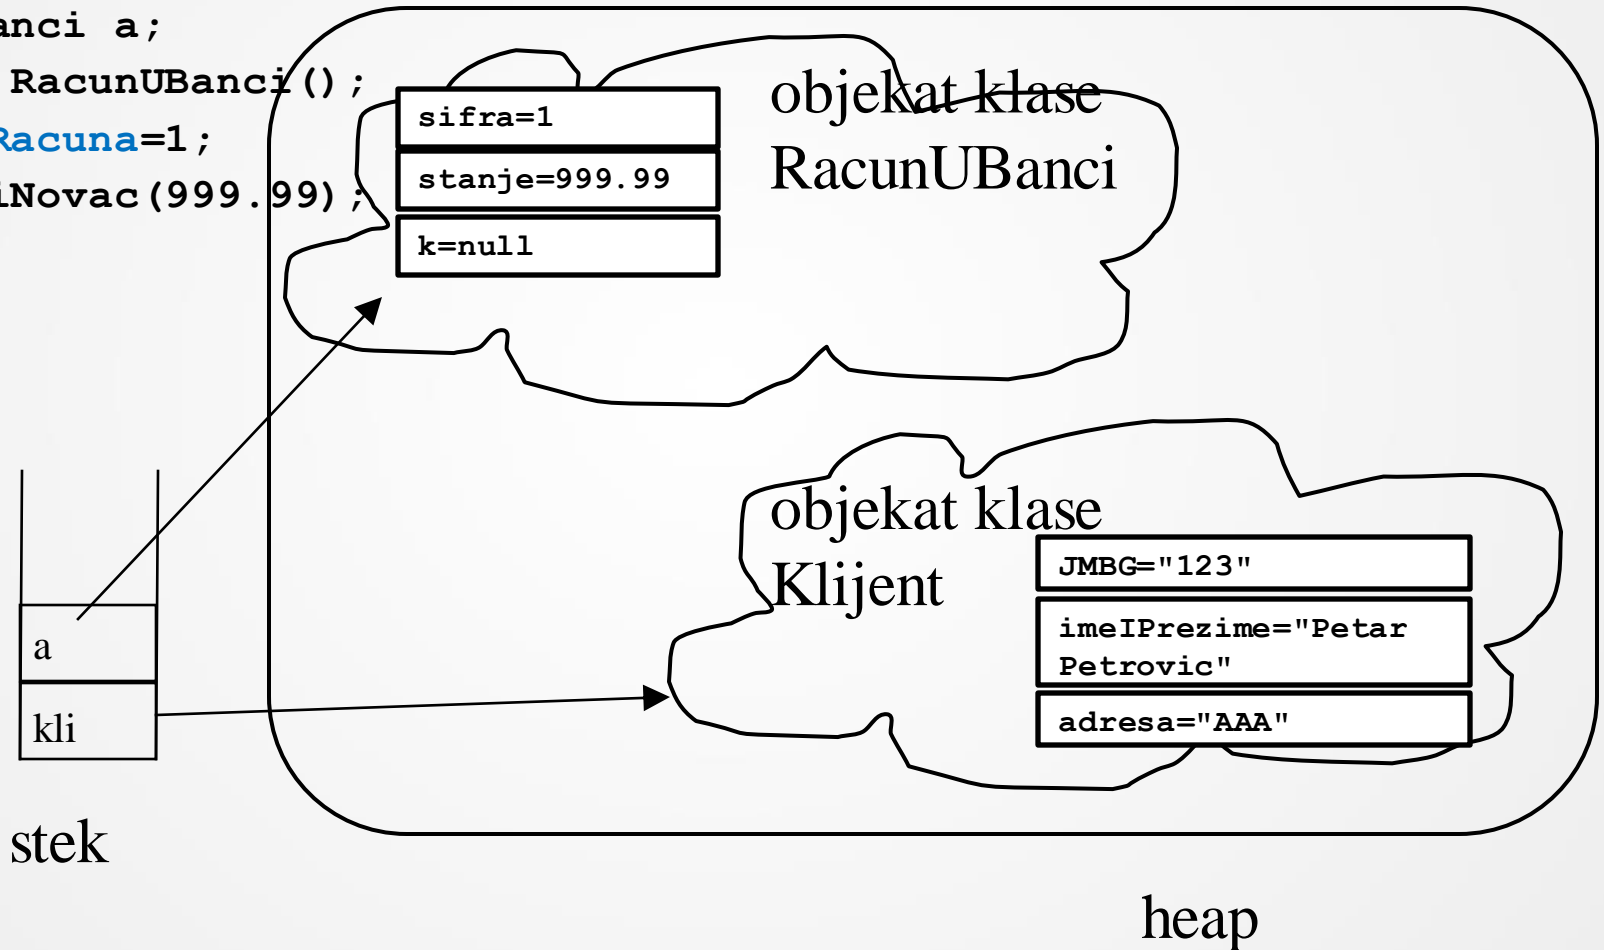 anci a;
RacunUBanci();
Racuna=1;
iNovac(999.99);
sifra=1
stanje=999.99
k=null
objekat klase
RacunUBanci
objekat klase
Klijent
JMBG="123"
imeIPrezime="Petar
Petrovic"
adresa="AAA"
a
kli
stek
heap